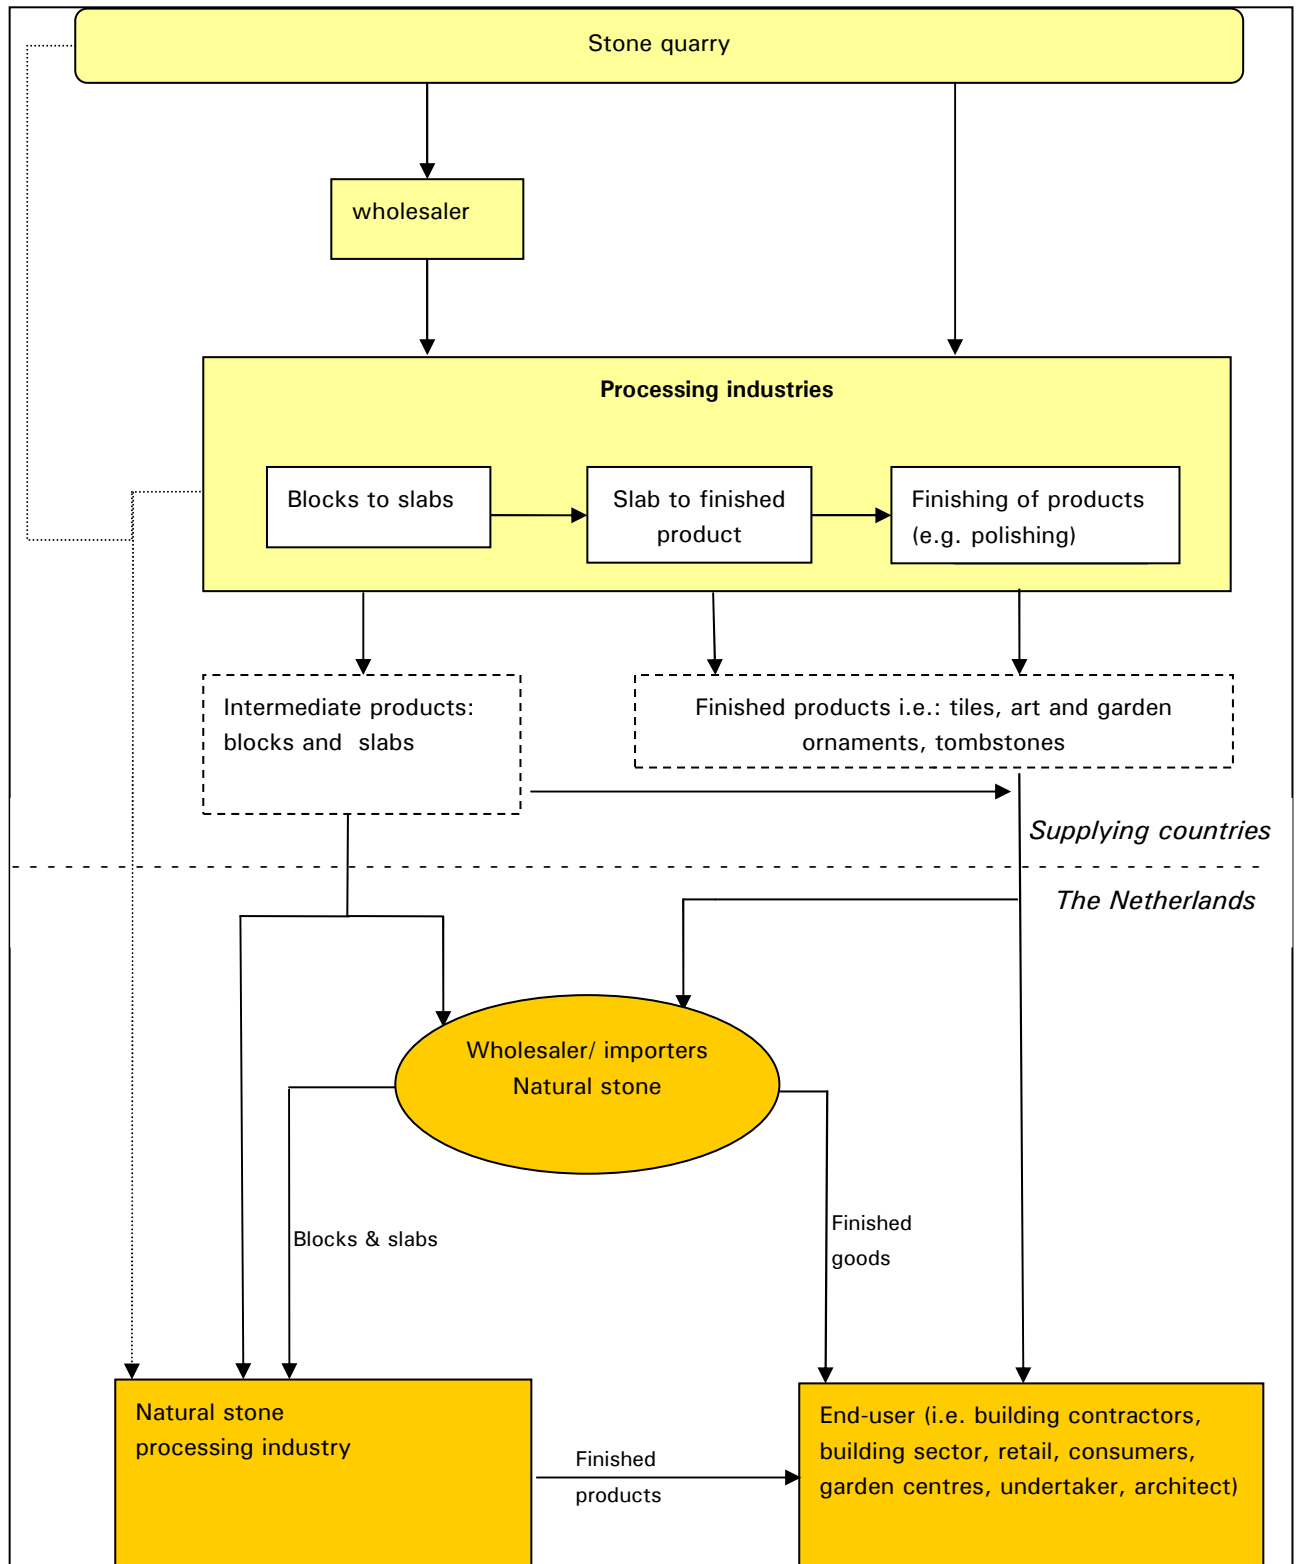 Stone quarry
wholesaler
Processing industries
Blocks to slabs
Slab to finished
product
Finishing of products
(e.g. polishing)
Intermediate products:
blocks and slabs
Finished products i.e.: tiles, art and garden
ornaments, tombstones
Supplying countries
The Netherlands
Wholesaler/ importers
Natural stone
Blocks & slabs
Finished
goods
Natural stone
processing industry
Finished
products
End-user (i.e. building contractors,
building sector, retail, consumers,
garden centres, undertaker, architect)